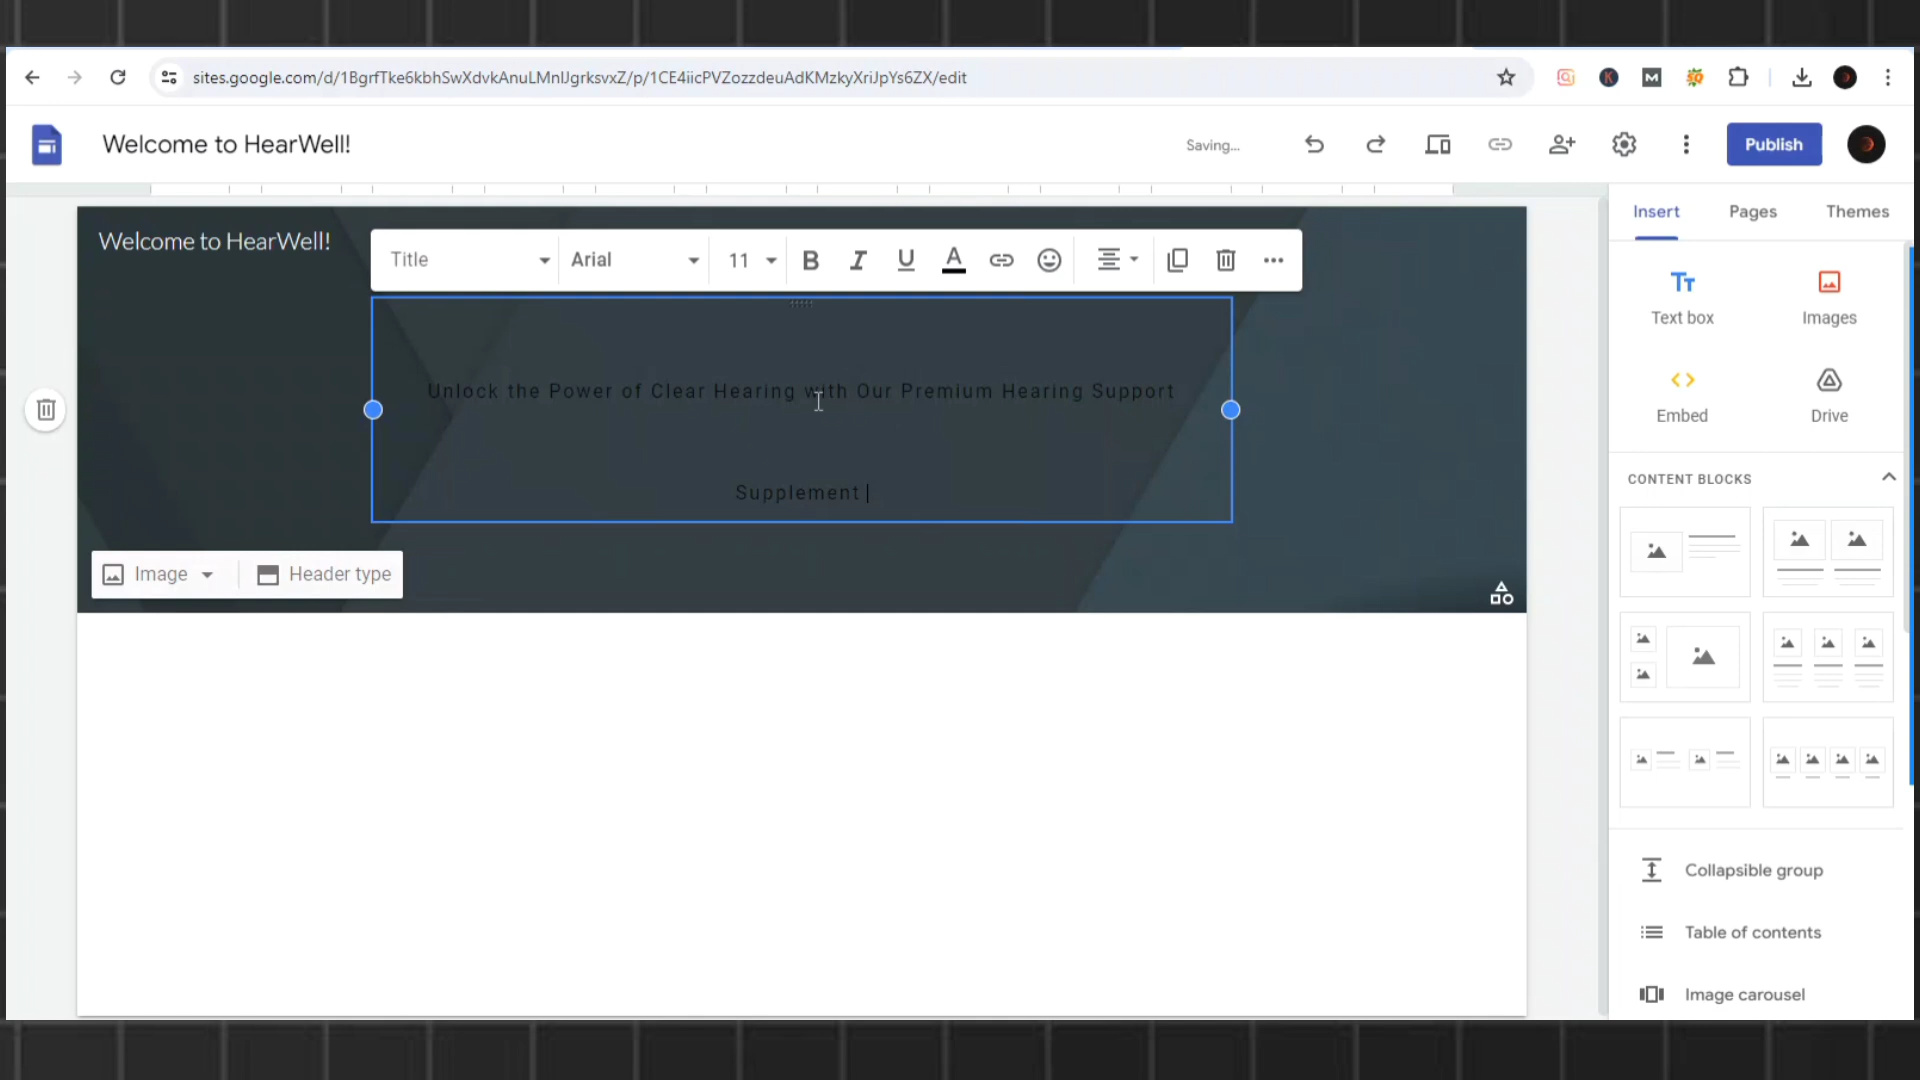 sites.google.com/d/1BgrfTke6kbhSwXdvkAnuLMnlJgrksvxZ/p/1CE4iicPVZozzdeuAdKMzkyXriJpYs6ZX/edit
Welcome to HearWell!
Saving...
Publish
Insert
Pages
Themes
Welcome to HearWell!
Title
Arial
11
Text box
Images
Unlock the Power of Clear Hearing with Our Premium Hearing Support
Supplement
Embed
Drive
CONTENT BLOCKS
Image
Header type
Collapsible group
Table of contents
Image carousel